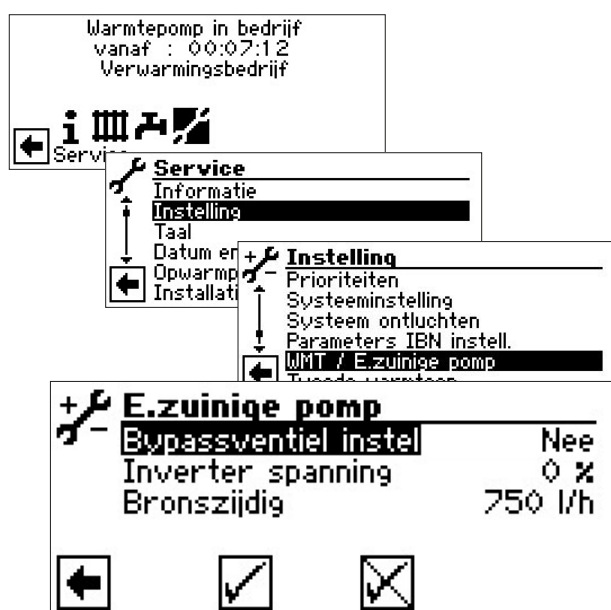 Warmtepomp in bedrijf
vanaf : 00:07:12
Verwarmingsbedrijf
Service
Informatie
Instelling
Taal
Datum
Instelling
Prioriteiten
Systeeminstelling
Systeem ontluchten
Parameters IBN instell.
WMT / E.zuinige pomp
E.zuinige pomp
Bypassventiel instel Nee
Inverter spanning 0 %
Bronszijdig 750 l/h